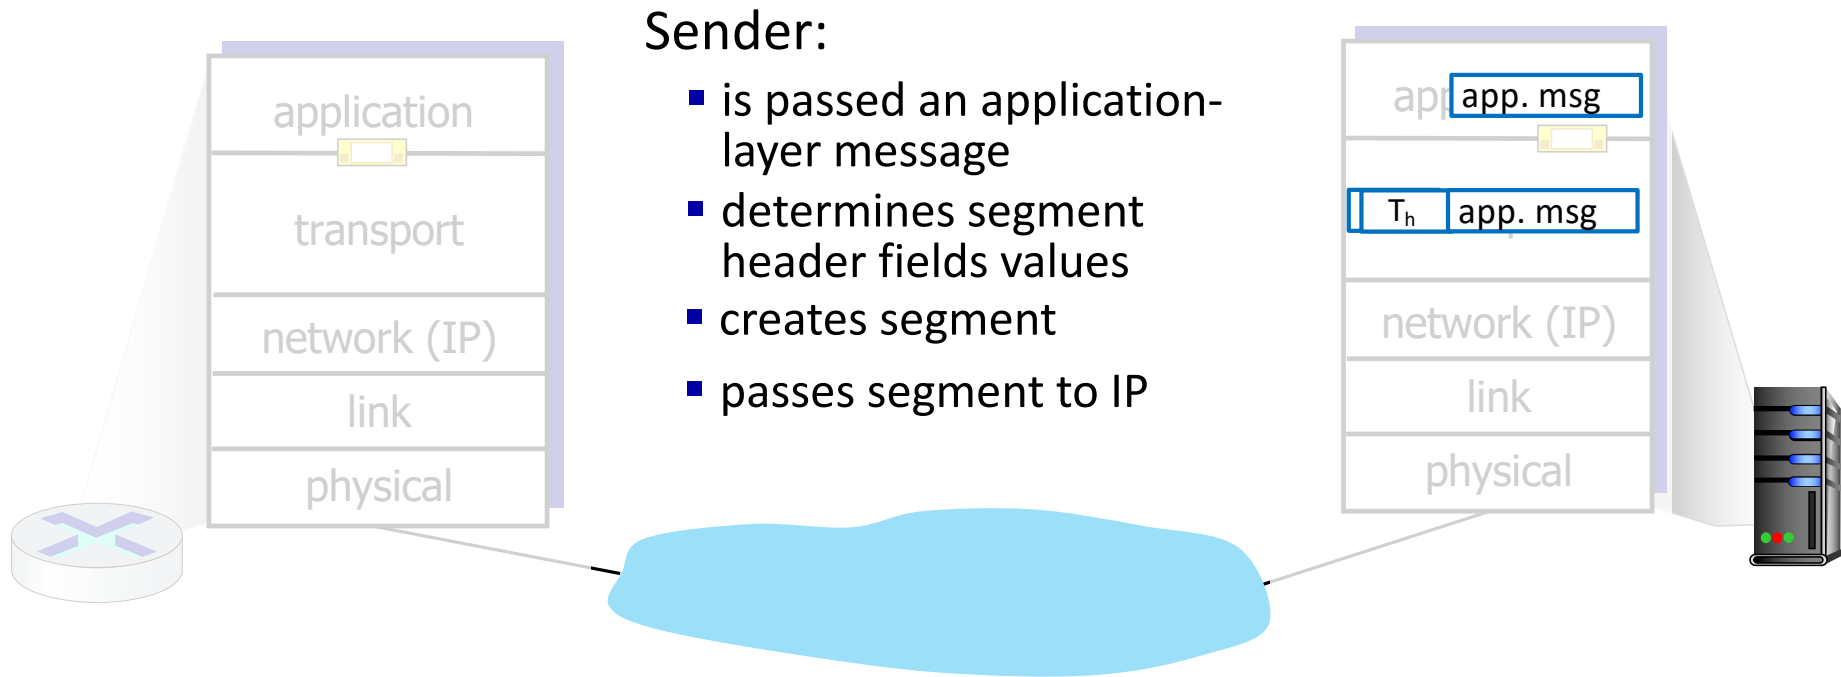 Sender:
▪ is passed an application-
layer message
▪ determines segment
header fields values
▪ creates segment
▪ passes segment to IP
application
transport
network (IP)
link
physical
app
app. msg
Th
app. msg
network (IP)
link
physical